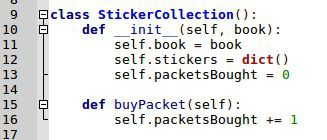 9 class StickerCollection():
10     def __init__(self, book):
11         self.book = book
12         self.stickers = dict()
13         self.packetsBought = 0
14
15     def buyPacket(self):
16         self.packetsBought += 1
17